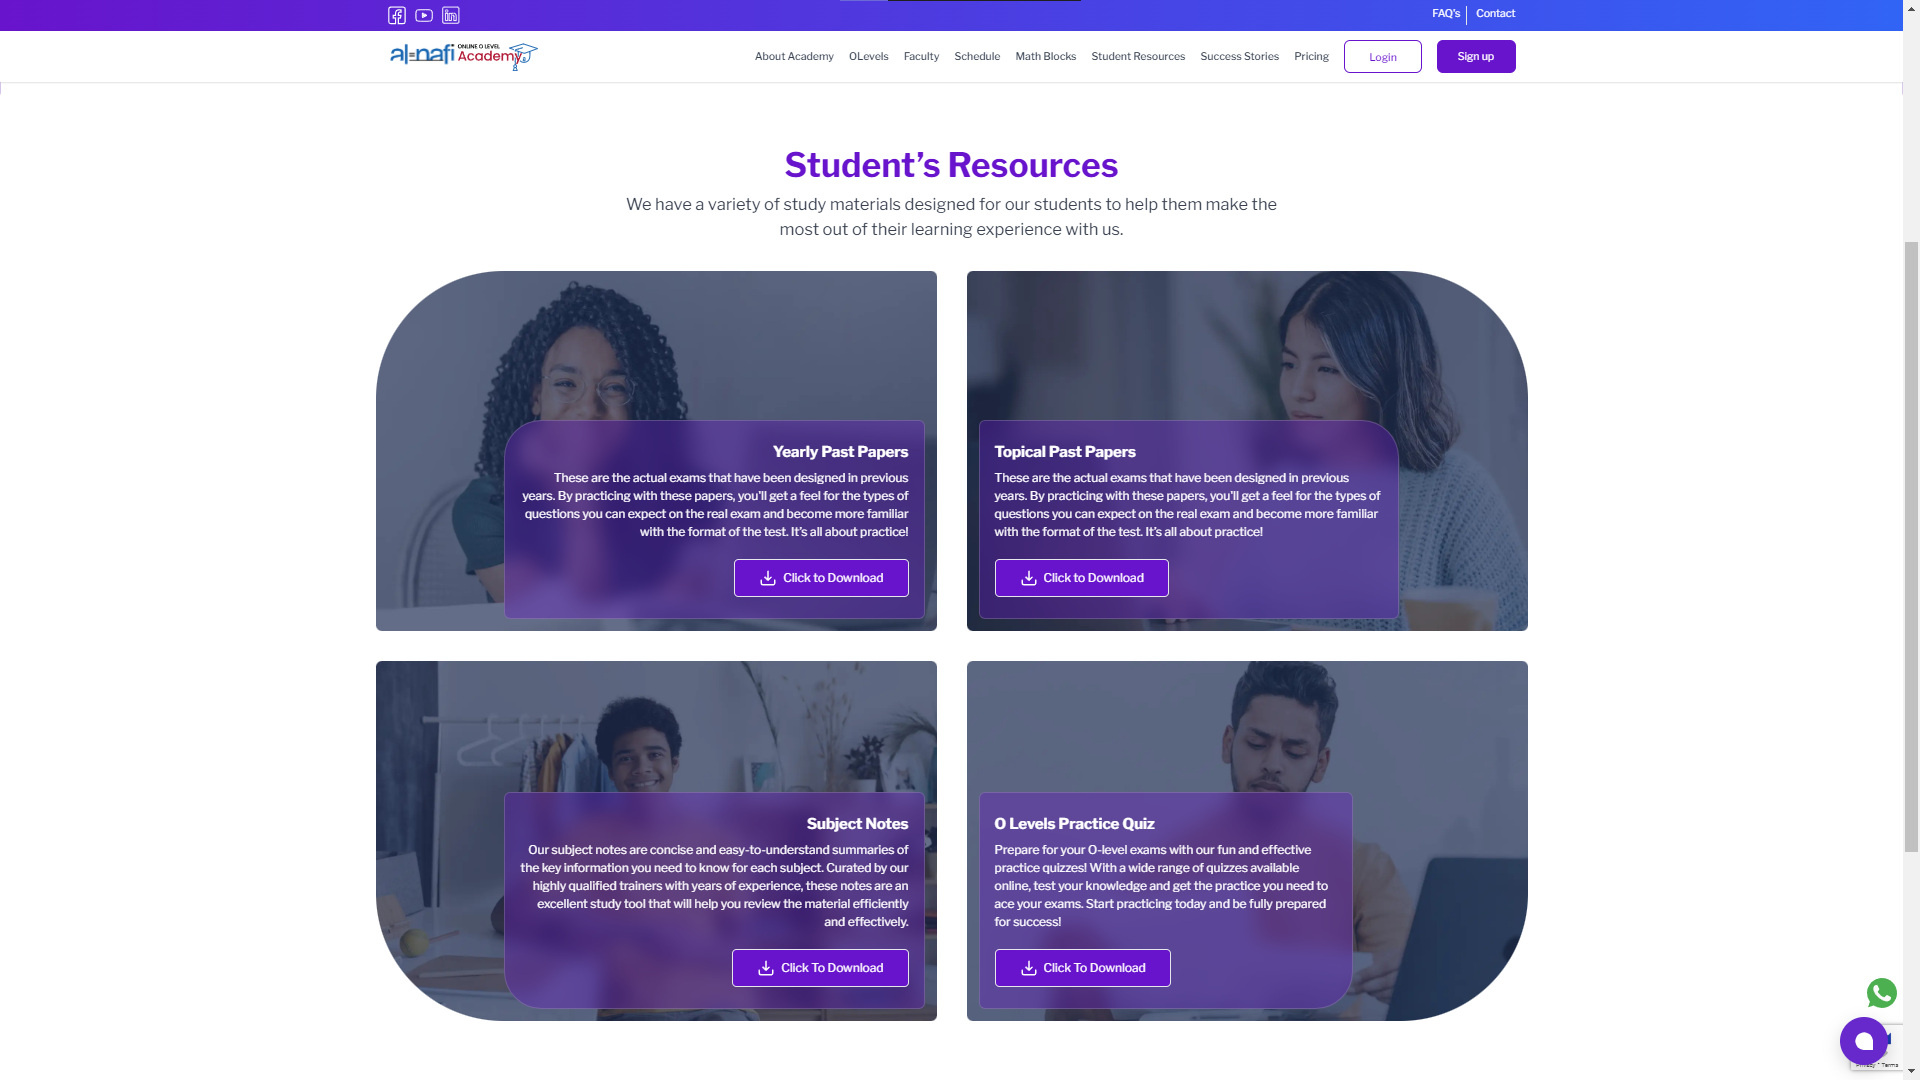 FAQ's
Contact
al-nafi ONLINE O LEVEL Academy
About Academy
OLevels
Faculty
Schedule
Math Blocks
Student Resources
Success Stories
Pricing
Login
Sign up
Student’s Resources
We have a variety of study materials designed for our students to help them make the
most out of their learning experience with us.
Yearly Past Papers
These are the actual exams that have been designed in previous
years. By practicing with these papers, you’ll get a feel for the types of
questions you can expect on the real exam and become more familiar
with the format of the test. It’s all about practice!
Click to Download
Topical Past Papers
These are the actual exams that have been designed in previous
years. By practicing with these papers, you’ll get a feel for the types of
questions you can expect on the real exam and become more familiar
with the format of the test. It’s all about practice!
Click to Download
Subject Notes
Our subject notes are concise and easy-to-understand summaries of
the key information you need to know for each subject. Curated by our
highly qualified trainers with years of experience, these notes are an
excellent study tool that will help you review the material efficiently
and effectively.
Click To Download
O Levels Practice Quiz
Prepare for your O-level exams with our fun and effective
practice quizzes! With a wide range of quizzes available
online, test your knowledge and get the practice you need to
ace your exams. Start practicing today and be fully prepared
for success!
Click To Download
Terms